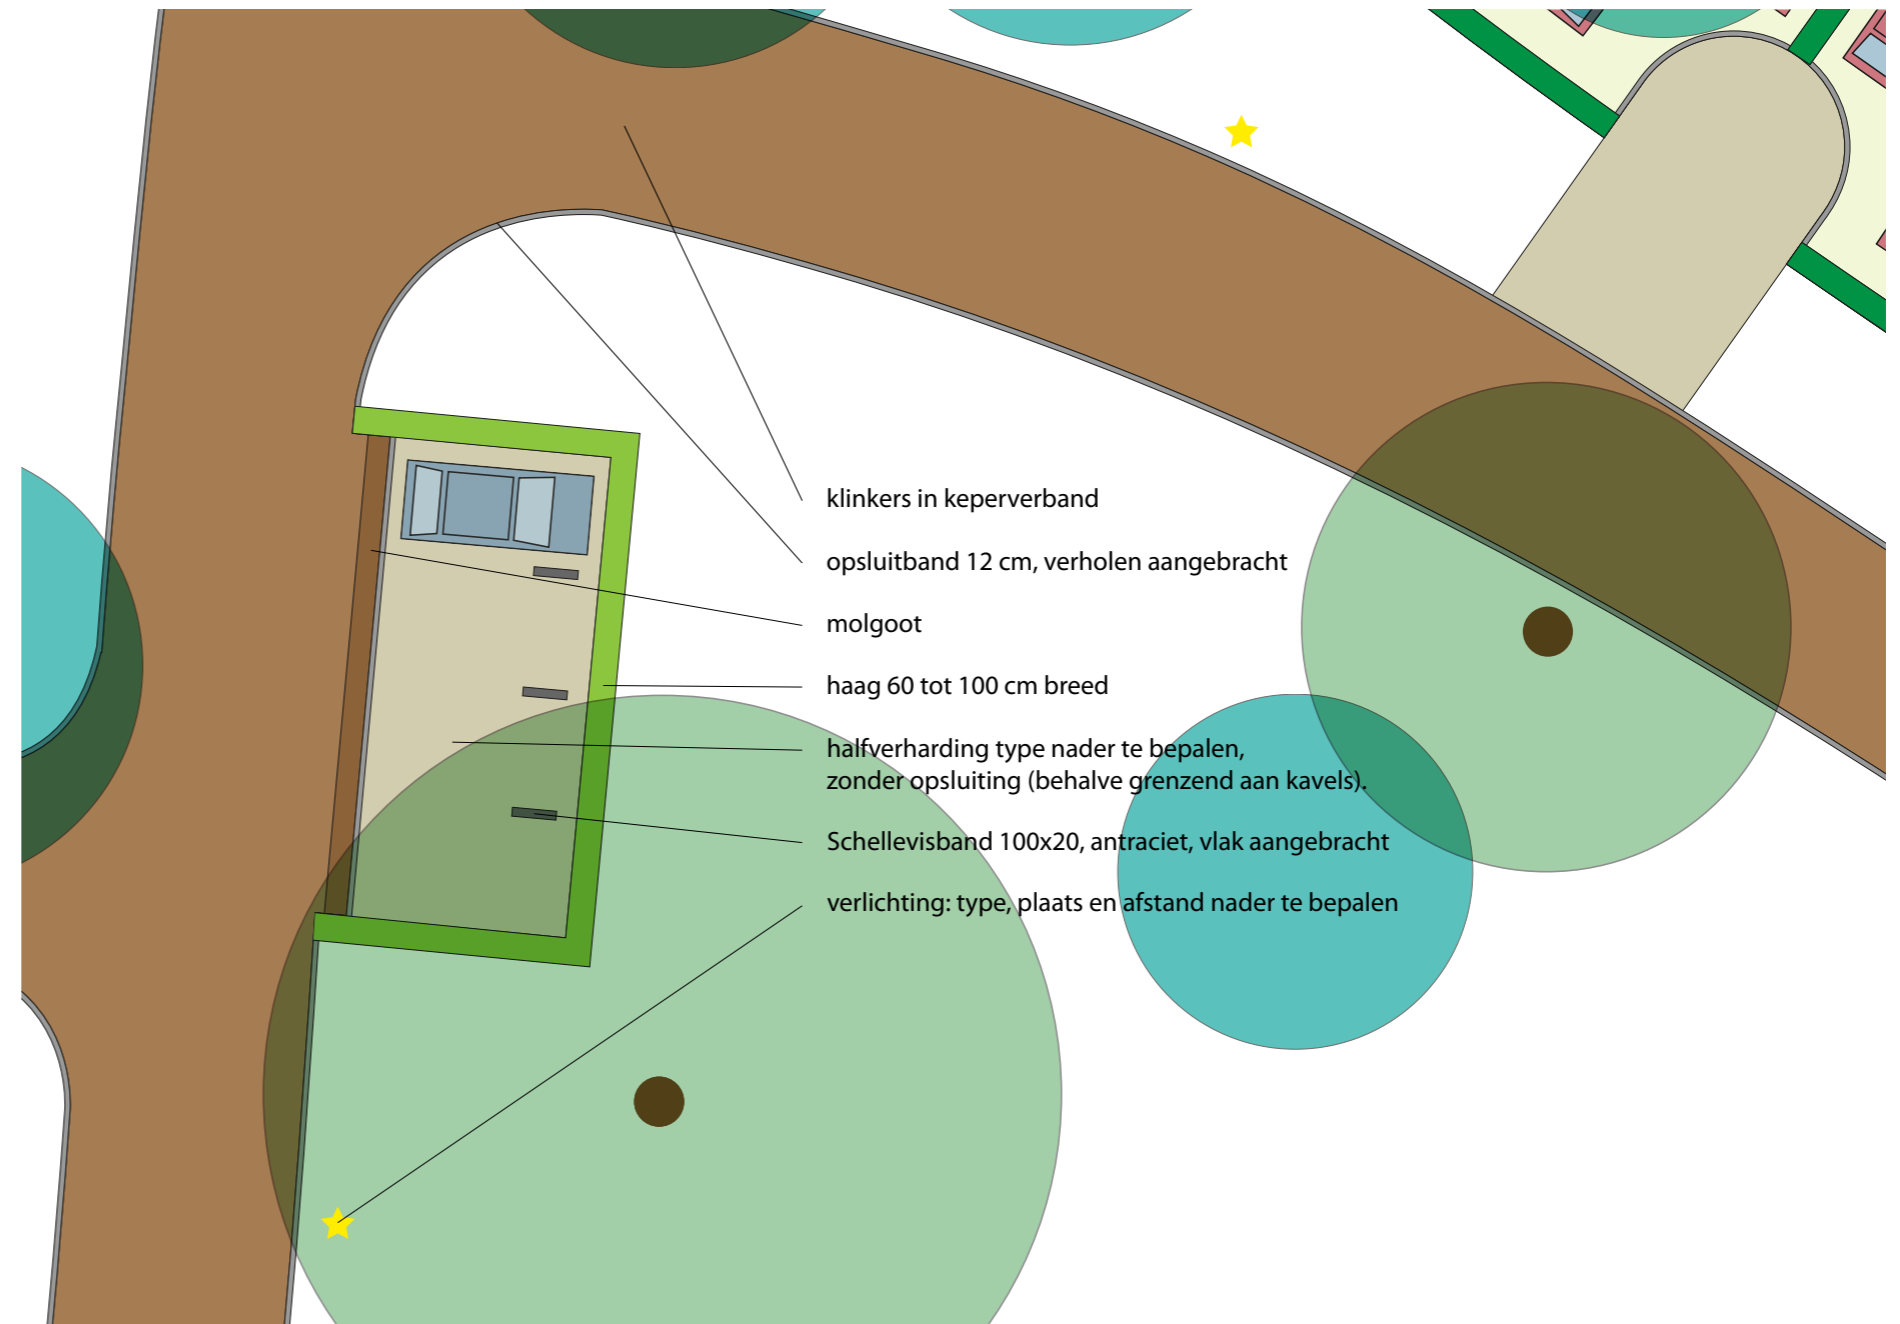 klinkers in keperverband
opsluitband 12 cm, verholen aangebracht
molgoot
haag 60 tot 100 cm breed
halfverharding type nader te bepalen,
zonder opsluiting (behalve grenzend aan kavels).
Schellevisband 100x20, antraciet, vlak aangebracht
verlichting: type, plaats en afstand nader te bepalen